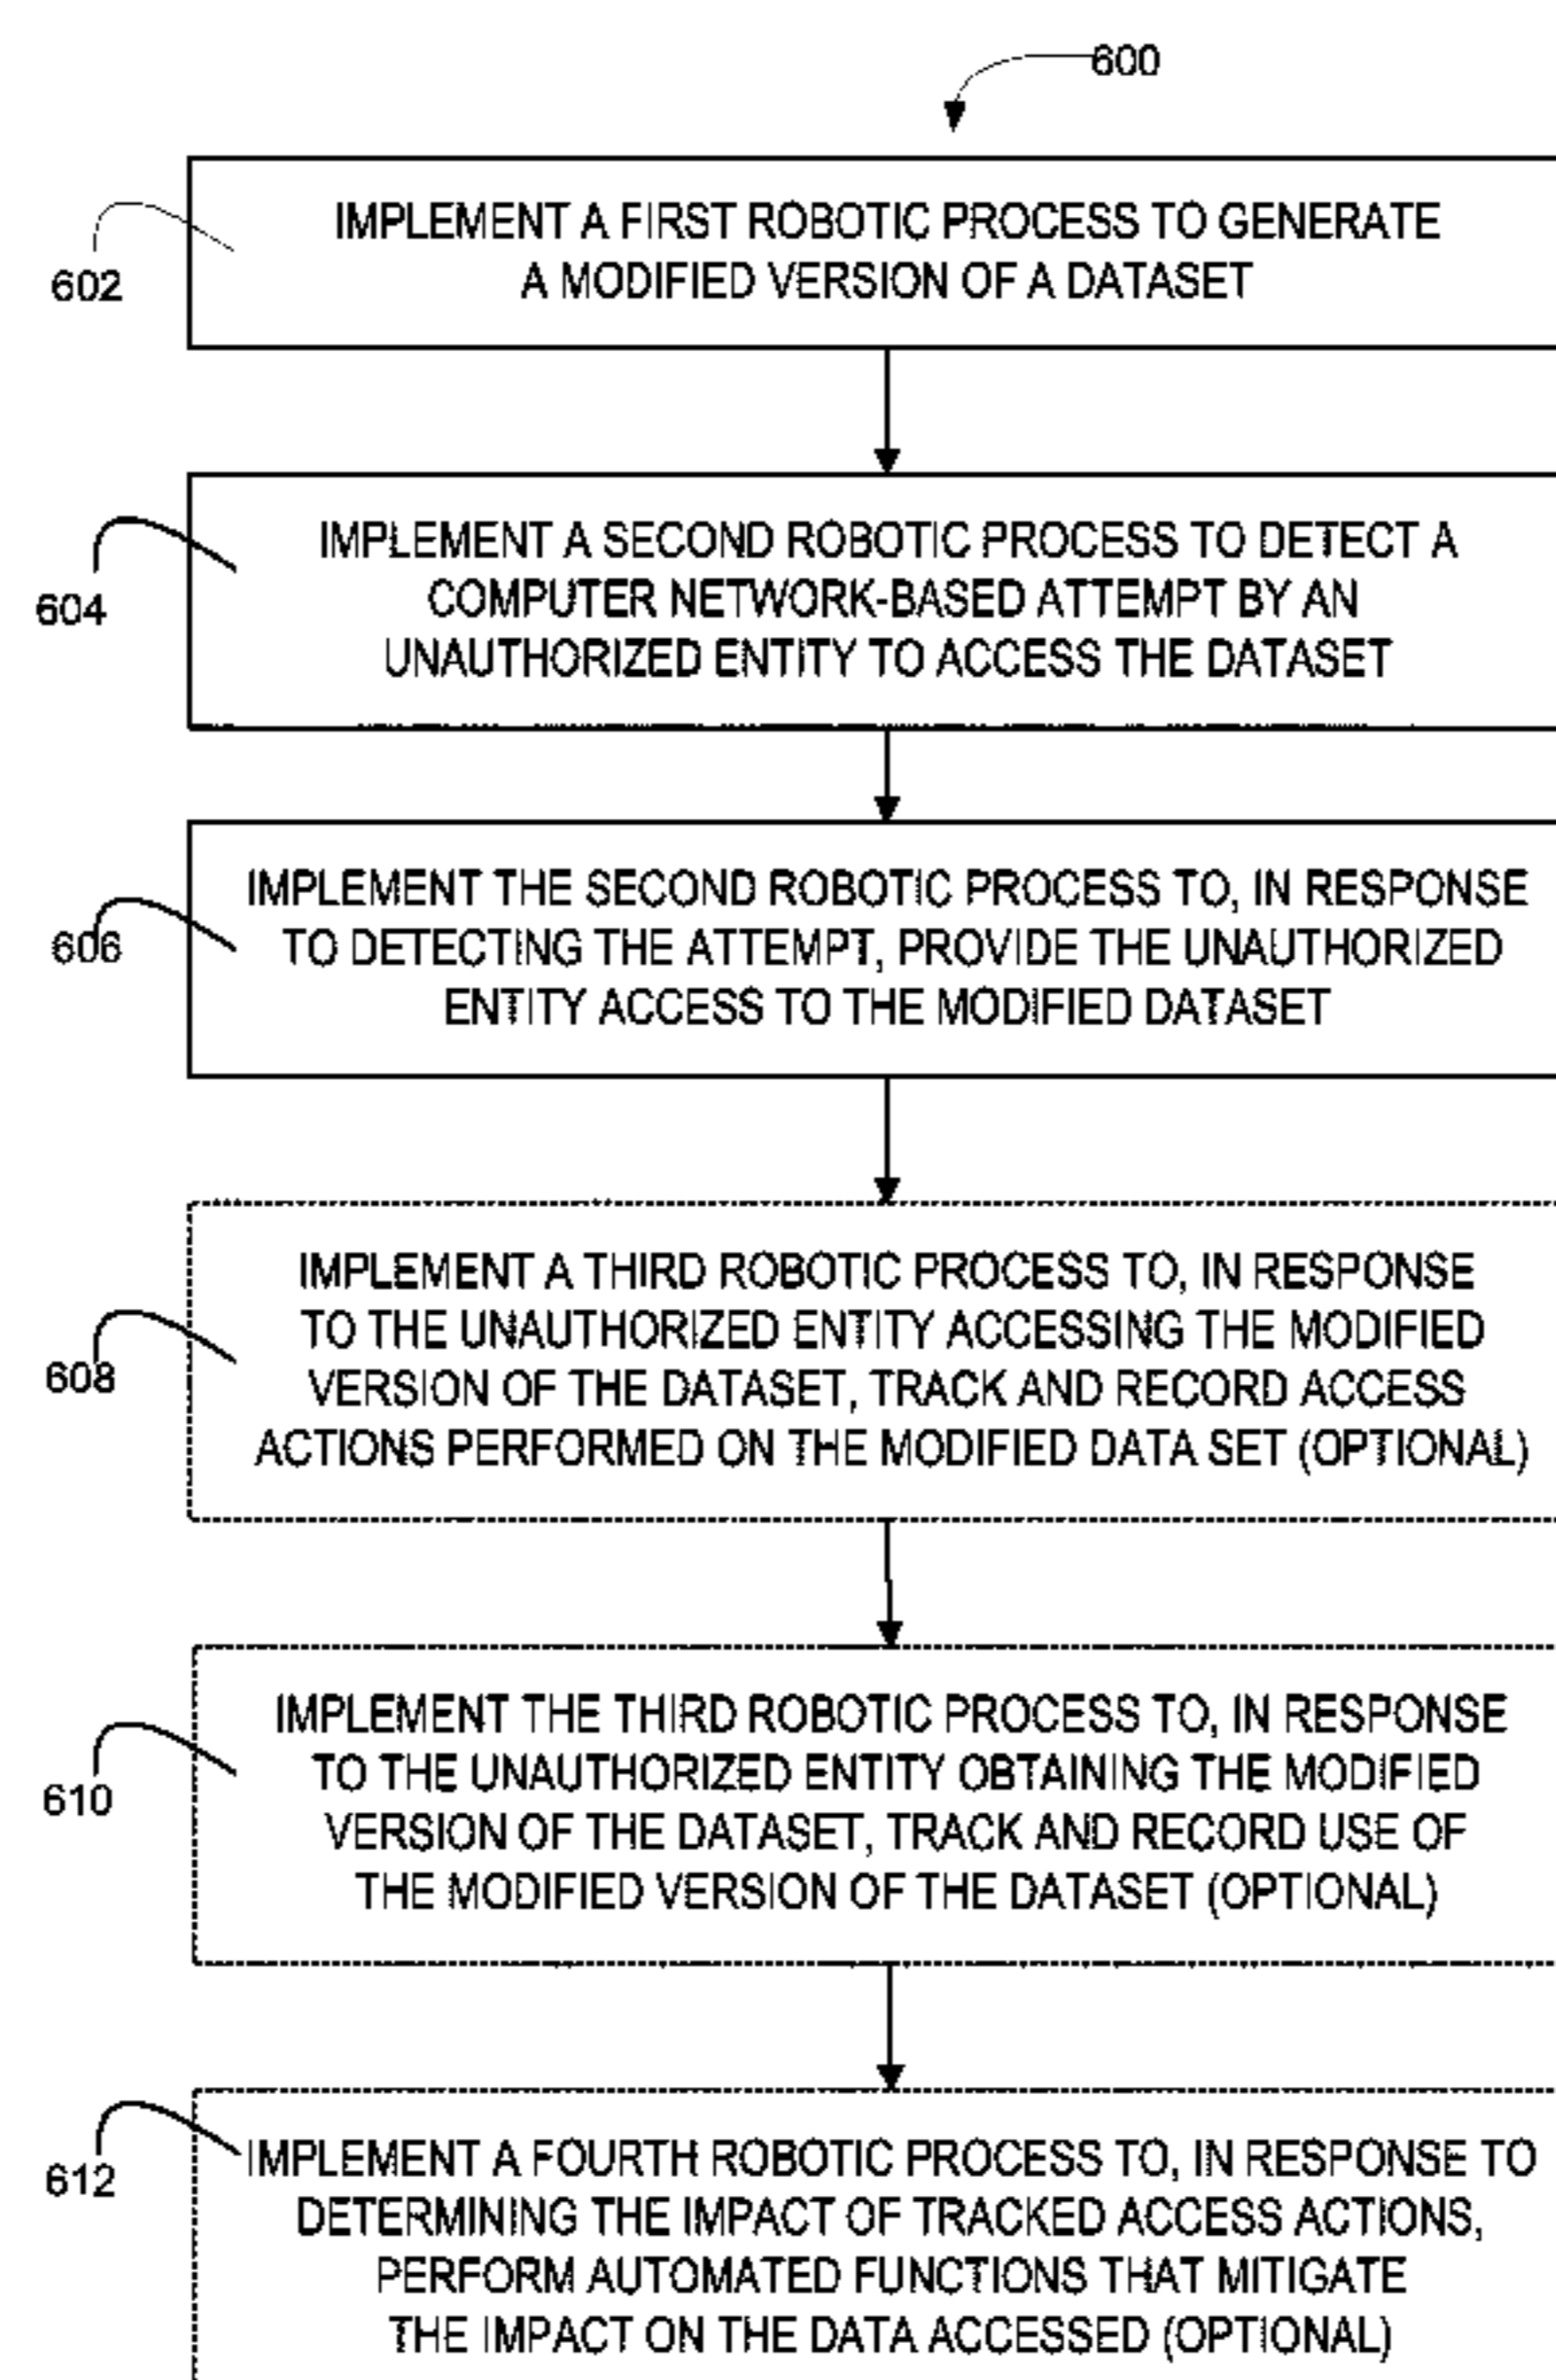 600
IMPLEMENT A FIRST ROBOTIC PROCESS TO GENERATE
A MODIFIED VERSION OF A DATASET
602
IMPLEMENT A SECOND ROBOTIC PROCESS TO DETECT A
COMPUTER NETWORK-BASED ATTEMPT BY AN
UNAUTHORIZED ENTITY TO ACCESS THE DATASET
604
IMPLEMENT THE SECOND ROBOTIC PROCESS TO, IN RESPONSE
TO DETECTING THE ATTEMPT, PROVIDE THE UNAUTHORIZED
ENTITY ACCESS TO THE MODIFIED DATASET
606
IMPLEMENT A THIRD ROBOTIC PROCESS TO, IN RESPONSE
TO THE UNAUTHORIZED ENTITY ACCESSING THE MODIFIED
VERSION OF THE DATASET, TRACK AND RECORD ACCESS
ACTIONS PERFORMED ON THE MODIFIED DATA SET (OPTIONAL)
608
IMPLEMENT THE THIRD ROBOTIC PROCESS TO, IN RESPONSE
TO THE UNAUTHORIZED ENTITY OBTAINING THE MODIFIED
VERSION OF THE DATASET, TRACK AND RECORD USE OF
THE MODIFIED VERSION OF THE DATASET (OPTIONAL)
610
IMPLEMENT A FOURTH ROBOTIC PROCESS TO, IN RESPONSE TO
DETERMINING THE IMPACT OF TRACKED ACCESS ACTIONS,
PERFORM AUTOMATED FUNCTIONS THAT MITIGATE
THE IMPACT ON THE DATA ACCESSED (OPTIONAL)
612